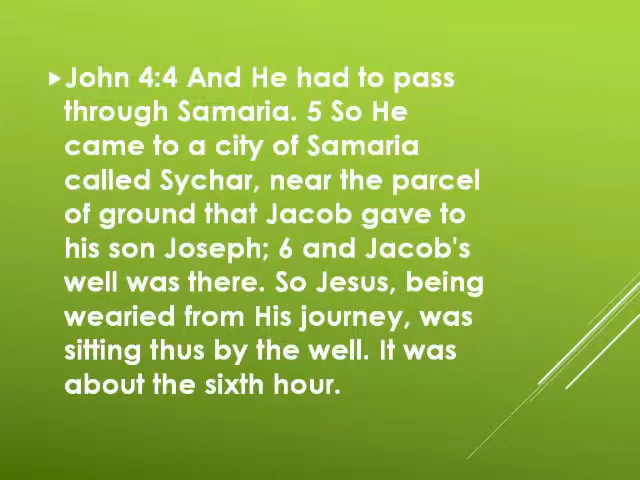 John 4:4 And He had to pass
through Samaria. 5 So He
came to a city of Samaria
called Sychar, near the parcel
of ground that Jacob gave to
his son Joseph; 6 and Jacob's
well was there. So Jesus, being
wearied from His journey, was
sitting thus by the well. It was
about the sixth hour.